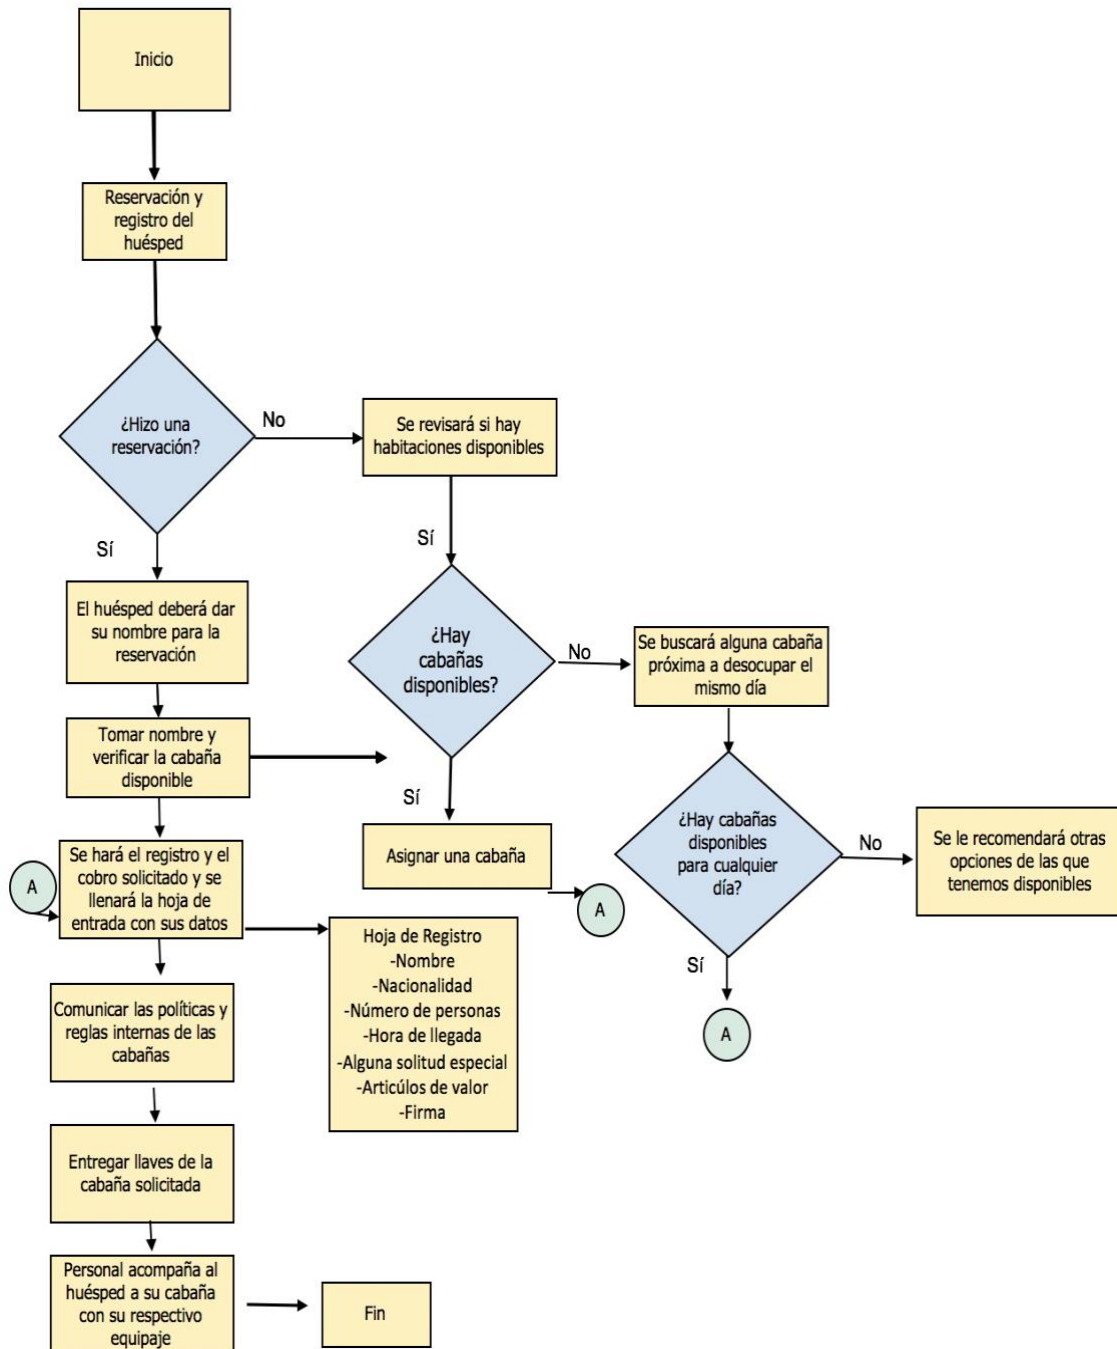 Inicio
Reservación y
registro del
huésped
¿Hizo una
reservación?
No
Se revisará si hay
habitaciones disponibles
Sí
Sí
El huésped deberá dar
su nombre para la
reservación
¿Hay
cabañas
disponibles?
No
Se buscará alguna cabaña
próxima a desocupar el
mismo día
Tomar nombre y
verificar la cabaña
disponible
Sí
Asignar una cabaña
A
¿Hay cabañas
disponibles
para cualquier
día?
No
Se le recomendará otras
opciones de las que
tenemos disponibles
Sí
A
A
Se hará el registro y el
cobro solicitado y se
llenará la hoja de
entrada con sus datos
Hoja de Registro
-Nombre
-Nacionalidad
-Número de personas
-Hora de llegada
-Alguna solitud especial
-Articúlos de valor
-Firma
Comunicar las políticas y
reglas internas de las
cabañas
Entregar llaves de la
cabaña solicitada
Personal acompaña al
huésped a su cabaña
con su respectivo
equipaje
Fin